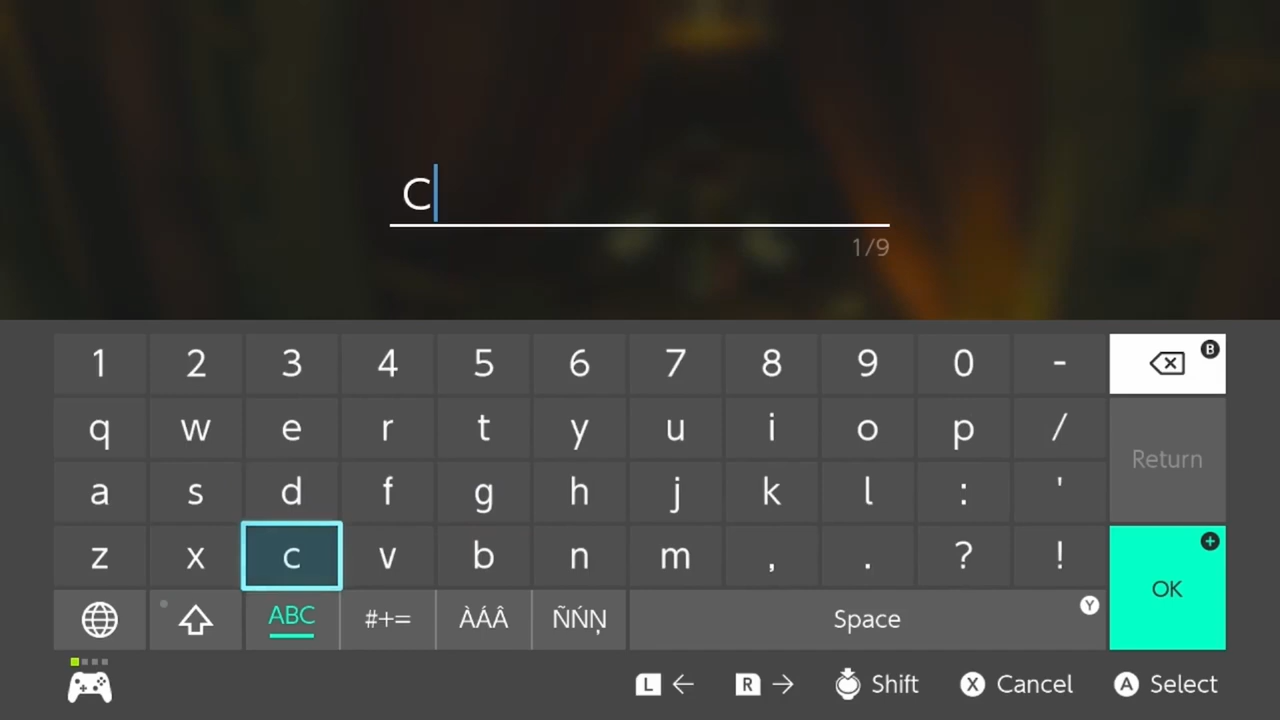 C
1/9
1 2 3 4 5 6 7 8 9 0 - B
q w e r t y u i o p /
a s d f g h j k l : ' Return
z x c v b n m , . ? ! OK +
ABC #+= ÀÁÂ ÑŃŅ Space Y
L ← R → Shift X Cancel A Select